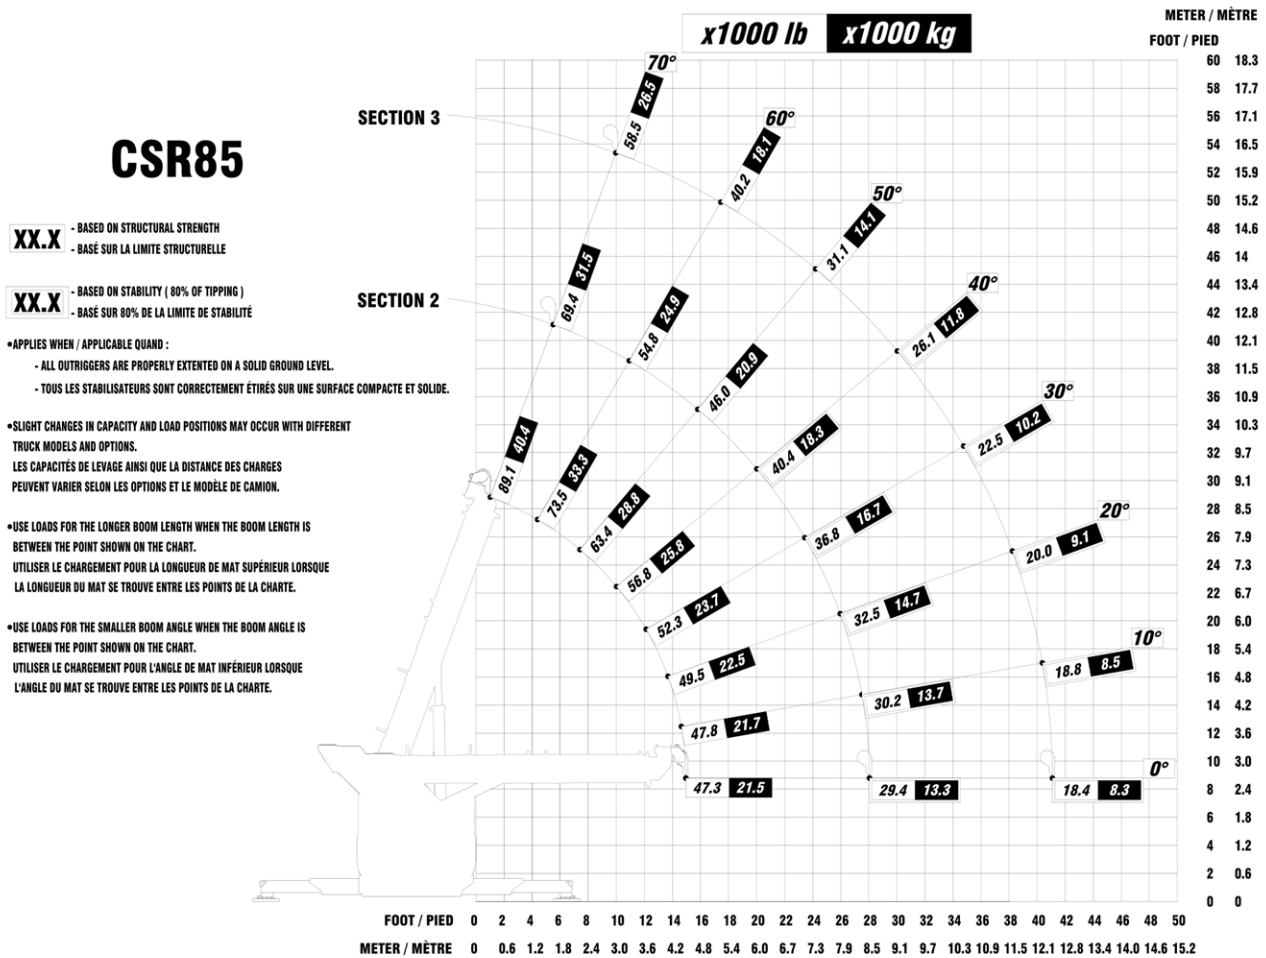 x1000 lb x1000 kg
METER / MÈTRE
FOOT / PIED
CSR85
XX.X - BASED ON STRUCTURAL STRENGTH
- BASÉ SUR LA LIMITE STRUCTURELLE
XX.X - BASED ON STABILITY ( 80% OF TIPPING )
- BASÉ SUR 80% DE LA LIMITE DE STABILITÉ
•APPLIES WHEN / APPLICABLE QUAND :
- ALL OUTRIGGERS ARE PROPERLY EXTENTED ON A SOLID GROUND LEVEL.
- TOUS LES STABILISATEURS SONT CORRECTEMENT ÉTIRÉS SUR UNE SURFACE COMPACTE ET SOLIDE.
•SLIGHT CHANGES IN CAPACITY AND LOAD POSITIONS MAY OCCUR WITH DIFFERENT
TRUCK MODELS AND OPTIONS.
LES CAPACITÉS DE LEVAGE AINSI QUE LA DISTANCE DES CHARGES
PEUVENT VARIER SELON LES OPTIONS ET LE MODÈLE DE CAMION.
•USE LOADS FOR THE LONGER BOOM LENGTH WHEN THE BOOM LENGTH IS
BETWEEN THE POINT SHOWN ON THE CHART.
UTILISER LE CHARGEMENT POUR LA LONGUEUR DE MAT SUPÉRIEUR LORSQUE
LA LONGUEUR DU MAT SE TROUVE ENTRE LES POINTS DE LA CHARTE.
•USE LOADS FOR THE SMALLER BOOM ANGLE WHEN THE BOOM ANGLE IS
BETWEEN THE POINT SHOWN ON THE CHART.
UTILISER LE CHARGEMENT POUR L'ANGLE DE MAT INFÉRIEUR LORSQUE
L'ANGLE DU MAT SE TROUVE ENTRE LES POINTS DE LA CHARTE.
SECTION 3
SECTION 2
70°
58.5 26.5
69.4 31.5
89.1 40.4
60°
40.2 18.1
54.8 24.9
73.5 33.3
50°
31.1 14.1
46.0 20.9
63.4 28.8
40°
26.1 11.8
40.4 18.3
56.8 25.8
30°
22.5 10.2
36.8 16.7
52.3 23.7
20°
20.0 9.1
32.5 14.7
49.5 22.5
10°
18.8 8.5
30.2 13.7
47.8 21.7
0°
47.3 21.5
29.4 13.3
18.4 8.3
60 18.3
58 17.7
56 17.1
54 16.5
52 15.9
50 15.2
48 14.6
46 14
44 13.4
42 12.8
40 12.1
38 11.5
36 10.9
34 10.3
32 9.7
30 9.1
28 8.5
26 7.9
24 7.3
22 6.7
20 6.0
18 5.4
16 4.8
14 4.2
12 3.6
10 3.0
8 2.4
6 1.8
4 1.2
2 0.6
0 0
FOOT / PIED 0 2 4 6 8 10 12 14 16 18 20 22 24 26 28 30 32 34 36 38 40 42 44 46 48 50
METER / MÈTRE 0 0.6 1.2 1.8 2.4 3.0 3.6 4.2 4.8 5.4 6.0 6.7 7.3 7.9 8.5 9.1 9.7 10.3 10.9 11.5 12.1 12.8 13.4 14.0 14.6 15.2